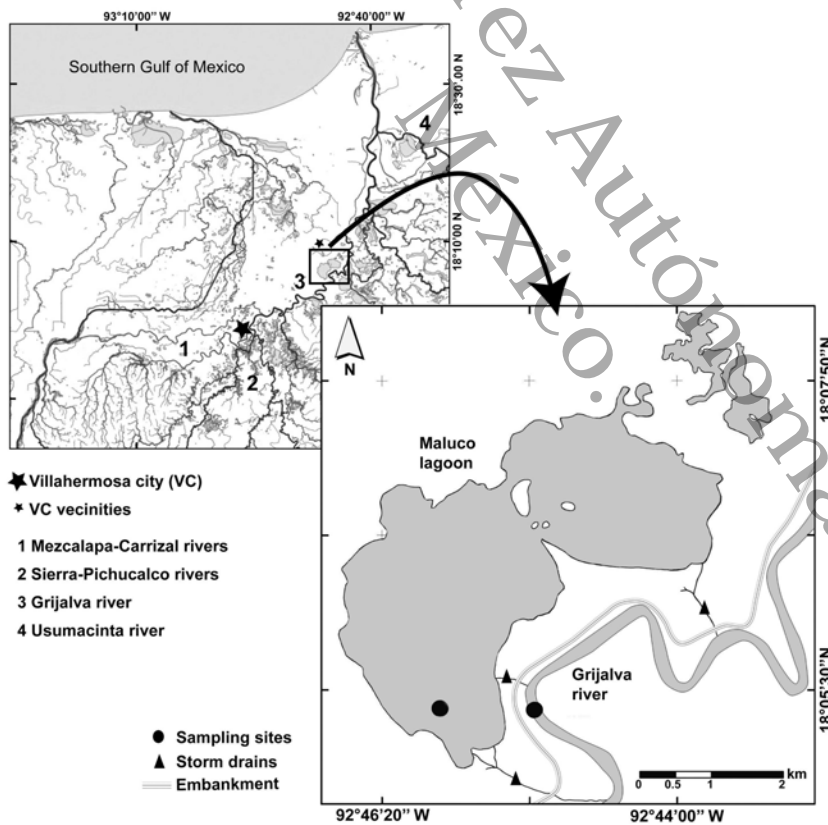 93°10'00'' W
92°40'00'' W
Southern Gulf of Mexico
18°30'.00 N
4
18°10'00'' N
3
1
2
N
18°07'50'' N
Maluco
lagoon
Villahermosa city (VC)
VC vecinities
1 Mezcalapa-Carrizal rivers
2 Sierra-Pichucalco rivers
3 Grijalva river
4 Usumacinta river
Grijalva
river
18°05'30'' N
Sampling sites
Storm drains
Embankment
km
0 0.5 1 2
92°46'20'' W
92°44'00'' W
Autónoma
México.